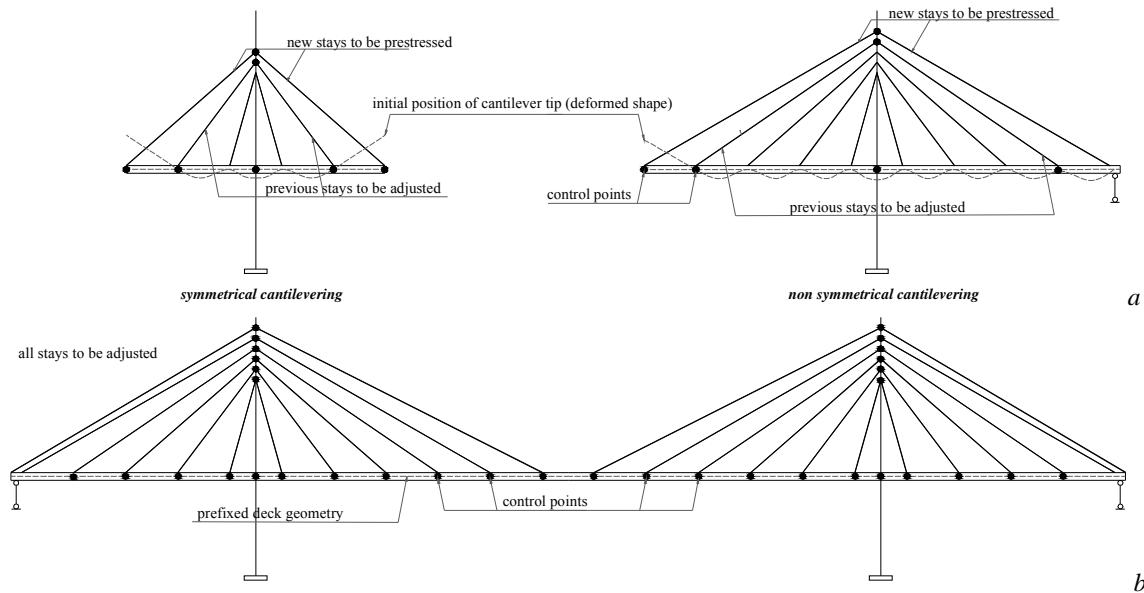 new stays to be prestressed
new stays to be prestressed
initial position of cantilever tip (deformed shape)
previous stays to be adjusted
control points
previous stays to be adjusted
symmetrical cantilevering
non symmetrical cantilevering
a
all stays to be adjusted
control points
prefixed deck geometry
b